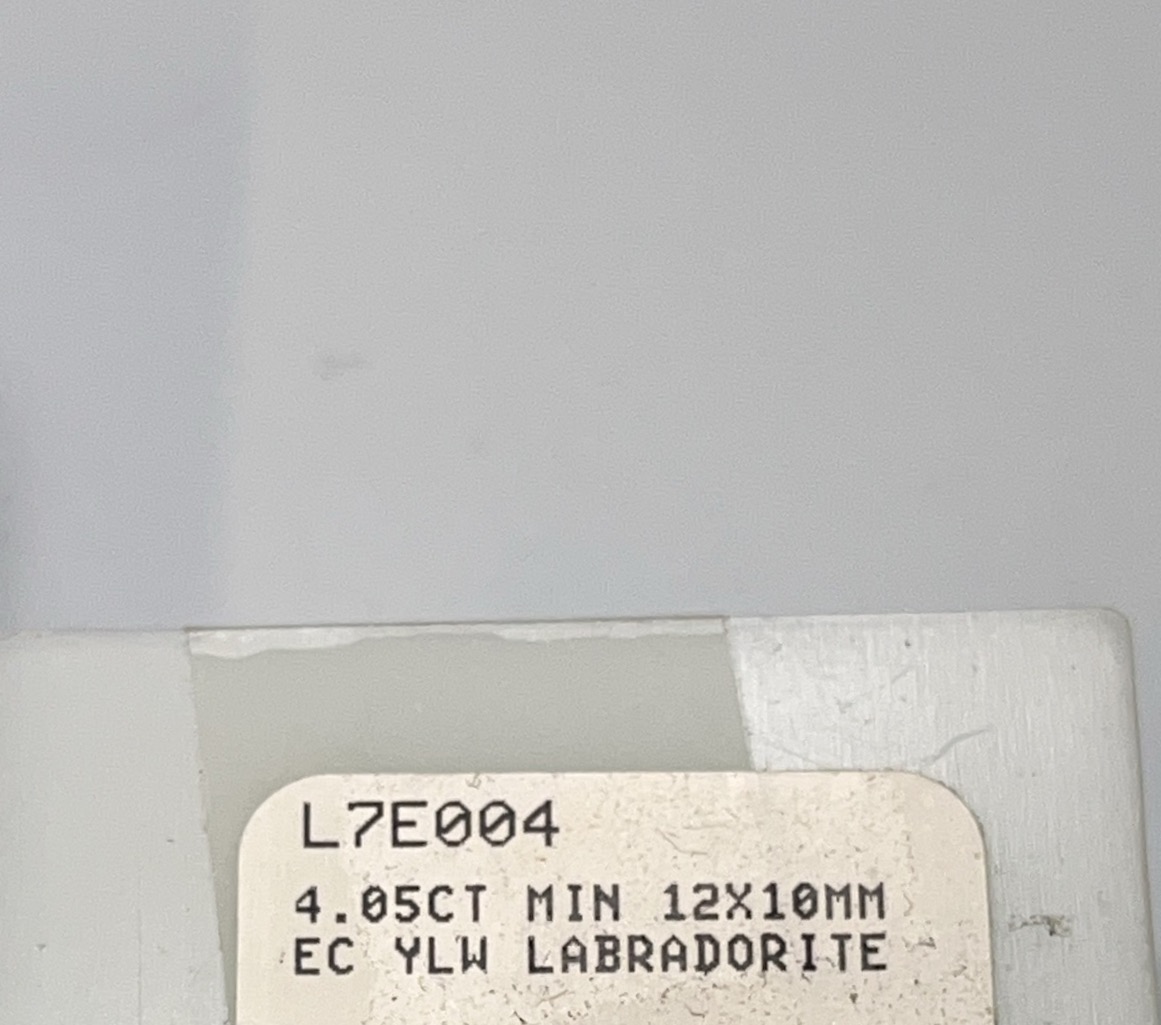 L7E004
4.05CT MIN 12X10MM
EC YLW LABRADORITE